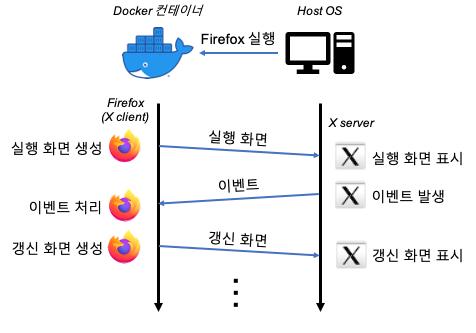 Docker 컨테이너
Host OS
Firefox 실행
Firefox
(X client)
X server
실행 화면 생성
실행 화면
실행 화면 표시
이벤트
이벤트 처리
이벤트 발생
갱신 화면 생성
갱신 화면
갱신 화면 표시